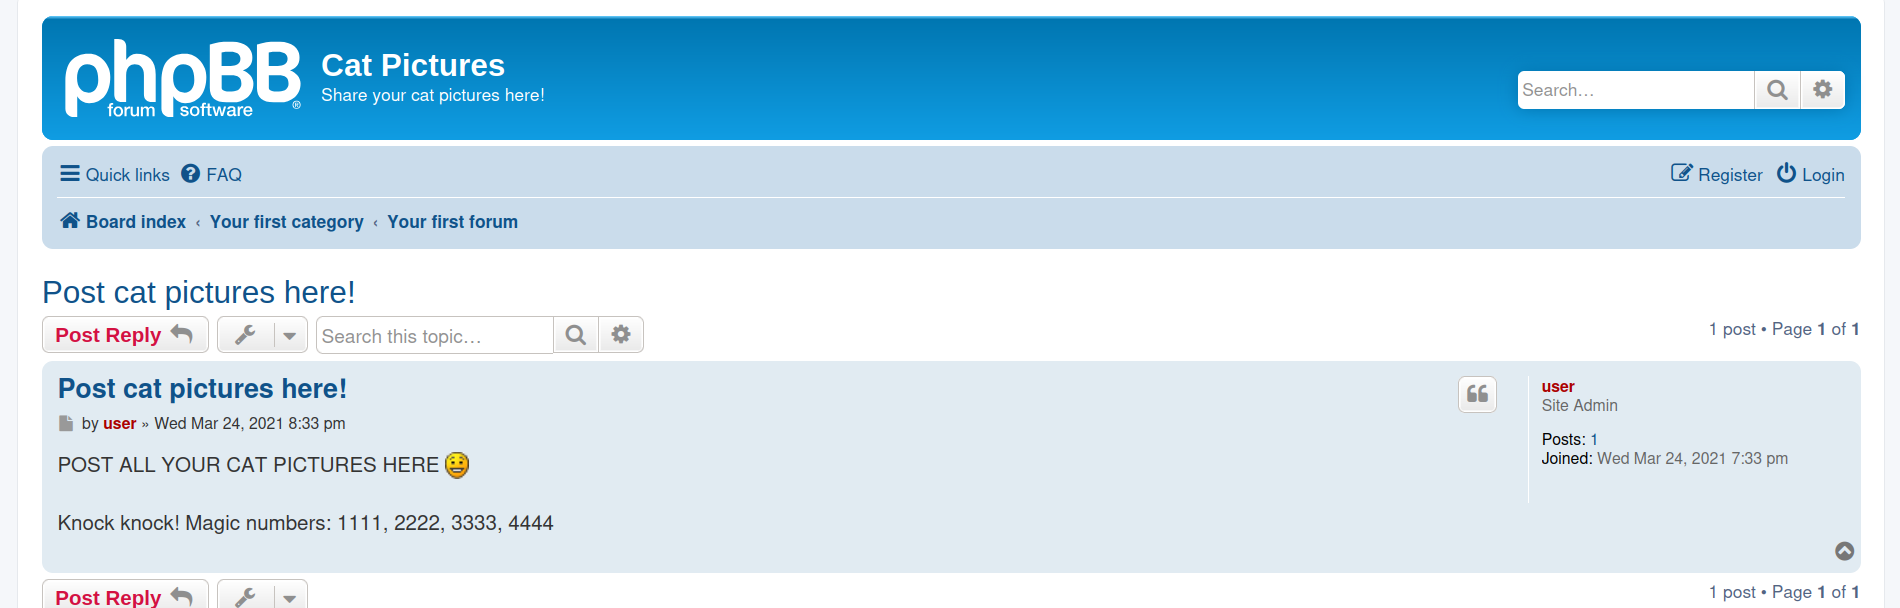 phpBB
forum software ®
Cat Pictures
Share your cat pictures here!
Search…
Quick links FAQ
Register Login
Board index ‹ Your first category ‹ Your first forum
Post cat pictures here!
Post Reply
Search this topic…
1 post • Page 1 of 1
Post cat pictures here!
by user » Wed Mar 24, 2021 8:33 pm
POST ALL YOUR CAT PICTURES HERE
Knock knock! Magic numbers: 1111, 2222, 3333, 4444
user
Site Admin
Posts: 1
Joined: Wed Mar 24, 2021 7:33 pm
Post Reply
1 post • Page 1 of 1